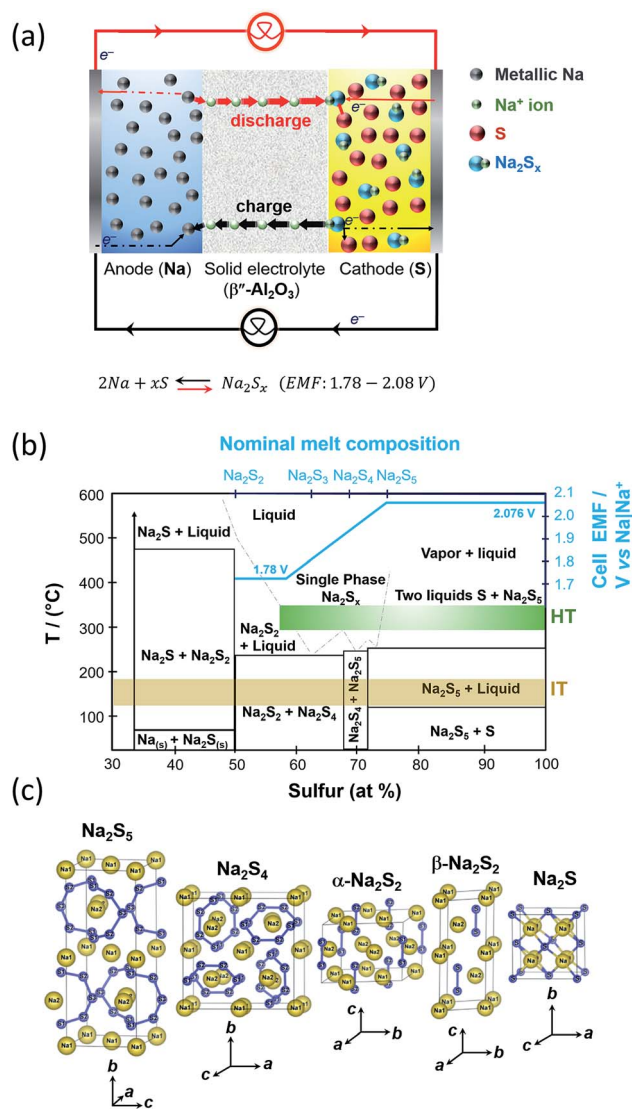 (a)
e⁻
e⁻
discharge
charge
e⁻
e⁻
Metallic Na
Na⁺ ion
S
Na₂Sₓ
Anode (Na)
Solid electrolyte
(β″-Al₂O₃)
Cathode (S)
e⁻
2Na + xS ⇌ Na₂Sₓ (EMF: 1.78 − 2.08 V)
(b)
Nominal melt composition
Na₂S₂ Na₂S₃ Na₂S₄ Na₂S₅
600
500
400
300
200
100
T / (°C)
2.1
2.0
1.9
1.8
1.7
Cell EMF /
V vs Na|Na⁺
Liquid
2.076 V
Na₂S + Liquid
Vapor + liquid
1.78 V
Single Phase
Na₂Sₓ
Two liquids S + Na₂S₅
HT
Na₂S₂
+ Liquid
Na₂S + Na₂S₂
Na₂S₄ + Na₂S₅
Na₂S₅ + Liquid
IT
Na₂S₂ + Na₂S₄
Na₍ₛ₎ + Na₂S₍ₛ₎
Na₂S₅ + S
30 40 50 60 70 80 90 100
Sulfur (at %)
(c)
Na₂S₅
Na₂S₄
α-Na₂S₂
β-Na₂S₂
Na₂S
Na1
Na2
S1
S2
b
a
c
b
a
c
c
a
b
c
a
b
b
c
a